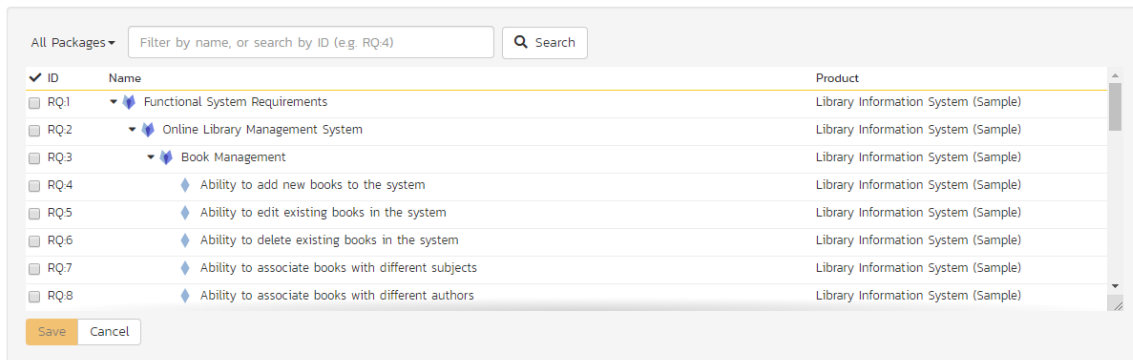 All Packages Filter by name, or search by ID (e.g. RQ:4) Search
ID Name Product
RQ:1 Functional System Requirements Library Information System (Sample)
RQ:2 Online Library Management System Library Information System (Sample)
RQ:3 Book Management Library Information System (Sample)
RQ:4 Ability to add new books to the system Library Information System (Sample)
RQ:5 Ability to edit existing books in the system Library Information System (Sample)
RQ:6 Ability to delete existing books in the system Library Information System (Sample)
RQ:7 Ability to associate books with different subjects Library Information System (Sample)
RQ:8 Ability to associate books with different authors Library Information System (Sample)
Save Cancel